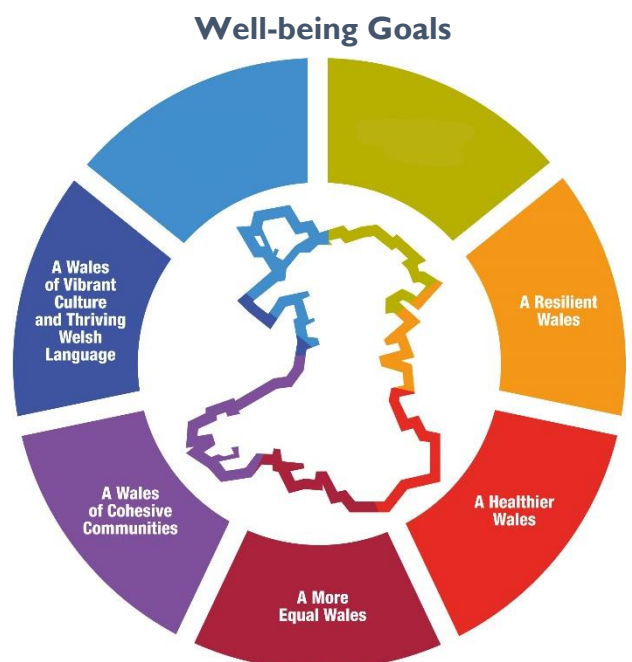 Well-being Goals
A Resilient
Wales
A Healthier
Wales
A More
Equal Wales
A Wales
of Cohesive
Communities
A Wales
of Vibrant
Culture
and Thriving
Welsh
Language